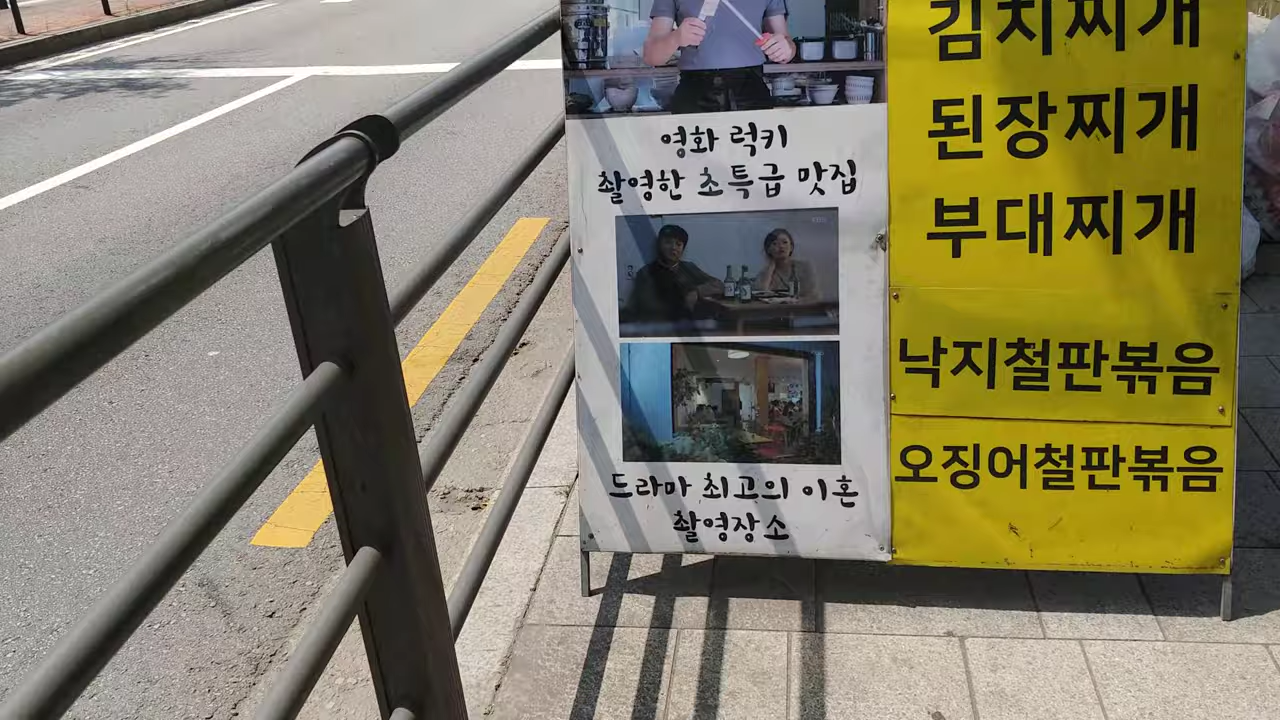 영화 럭키
촬영한 초특급 맛집
드라마 최고의 이혼
촬영장소
김치찌개
된장찌개
부대찌개
낙지철판볶음
오징어철판볶음